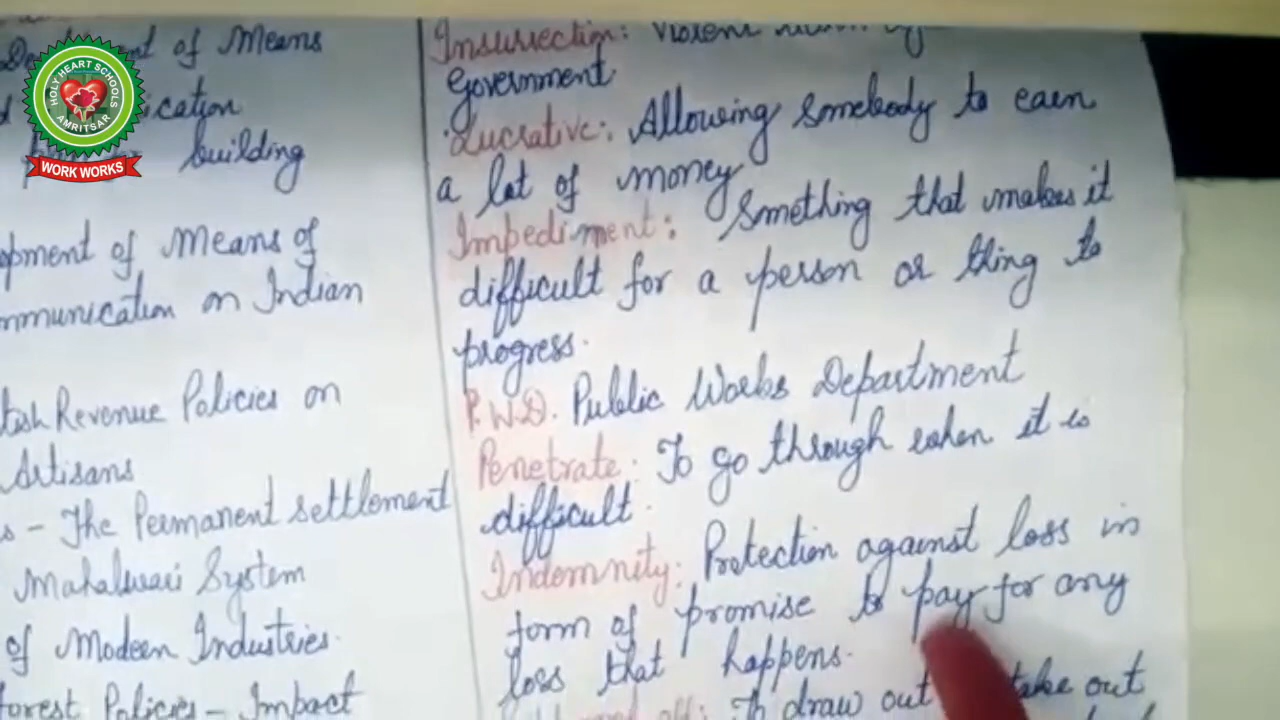 HOLY HEART SCHOOLS
AMRITSAR
WORK WORKS
of Means
building
of Means of
on Indian
Revenue Policies on
Artisans
- The Permanent settlement
Mahalwari System
of Modern Industries.
Forest Policies - Impact
Insurrection: Violent
Government
Lucrative: Allowing somebody to earn
a lot of money
Impediment: Something that makes it
difficult for a person or thing to
progress.
P.W.D. Public Works Department
Penetrate: To go through when it is
difficult.
Indemnity: Protection against loss in
form of promise to pay for any
loss that happens.
off: To draw out take out